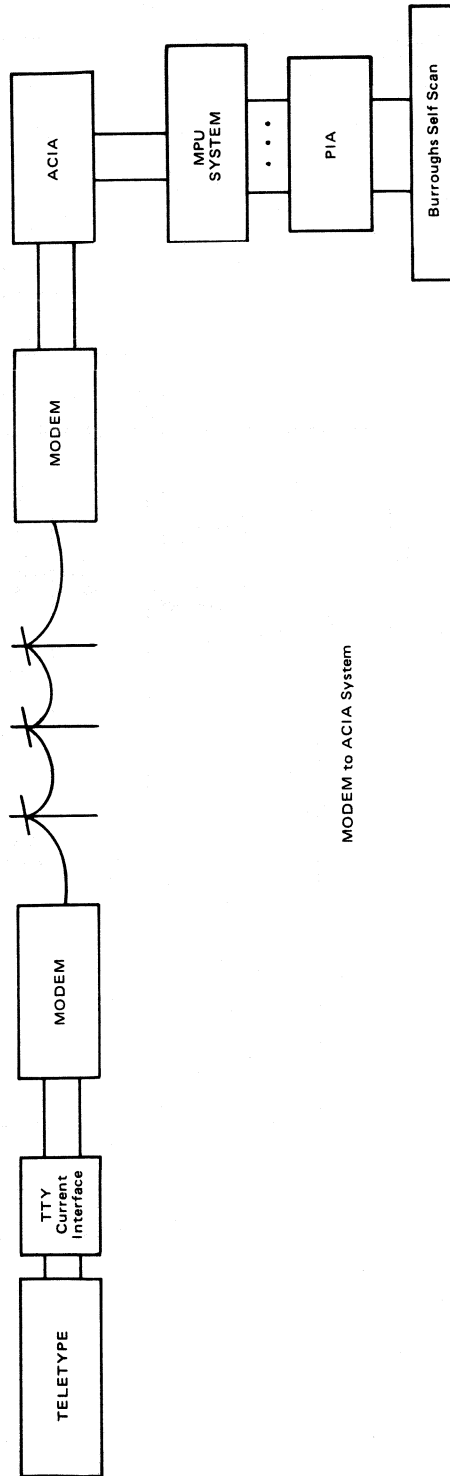 TELETYPE
TTY
Current
Interface
MODEM
MODEM
ACIA
MPU
SYSTEM
• • •
PIA
Burroughs Self Scan
MODEM to ACIA System